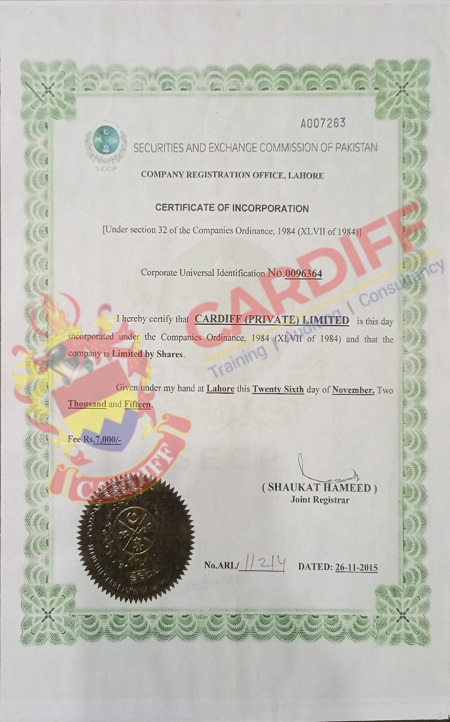 A007263
SECP
SECURITIES AND EXCHANGE COMMISSION OF PAKISTAN
COMPANY REGISTRATION OFFICE, LAHORE
CERTIFICATE OF INCORPORATION
[Under section 32 of the Companies Ordinance, 1984 (XLVII of 1984)]
Corporate Universal Identification No.0096364
I hereby certify that CARDIFF (PRIVATE) LIMITED is this day
incorporated under the Companies Ordinance, 1984 (XLVII of 1984) and that the
company is Limited by Shares.
Given under my hand at Lahore this Twenty Sixth day of November, Two
Thousand and Fifteen.
Fee Rs.7,000/-
(SHAUKAT HAMEED)
Joint Registrar
No.ARL/11214 DATED: 26-11-2015
CARDIFF
Training | Auditing | Consultancy
CARDIFF